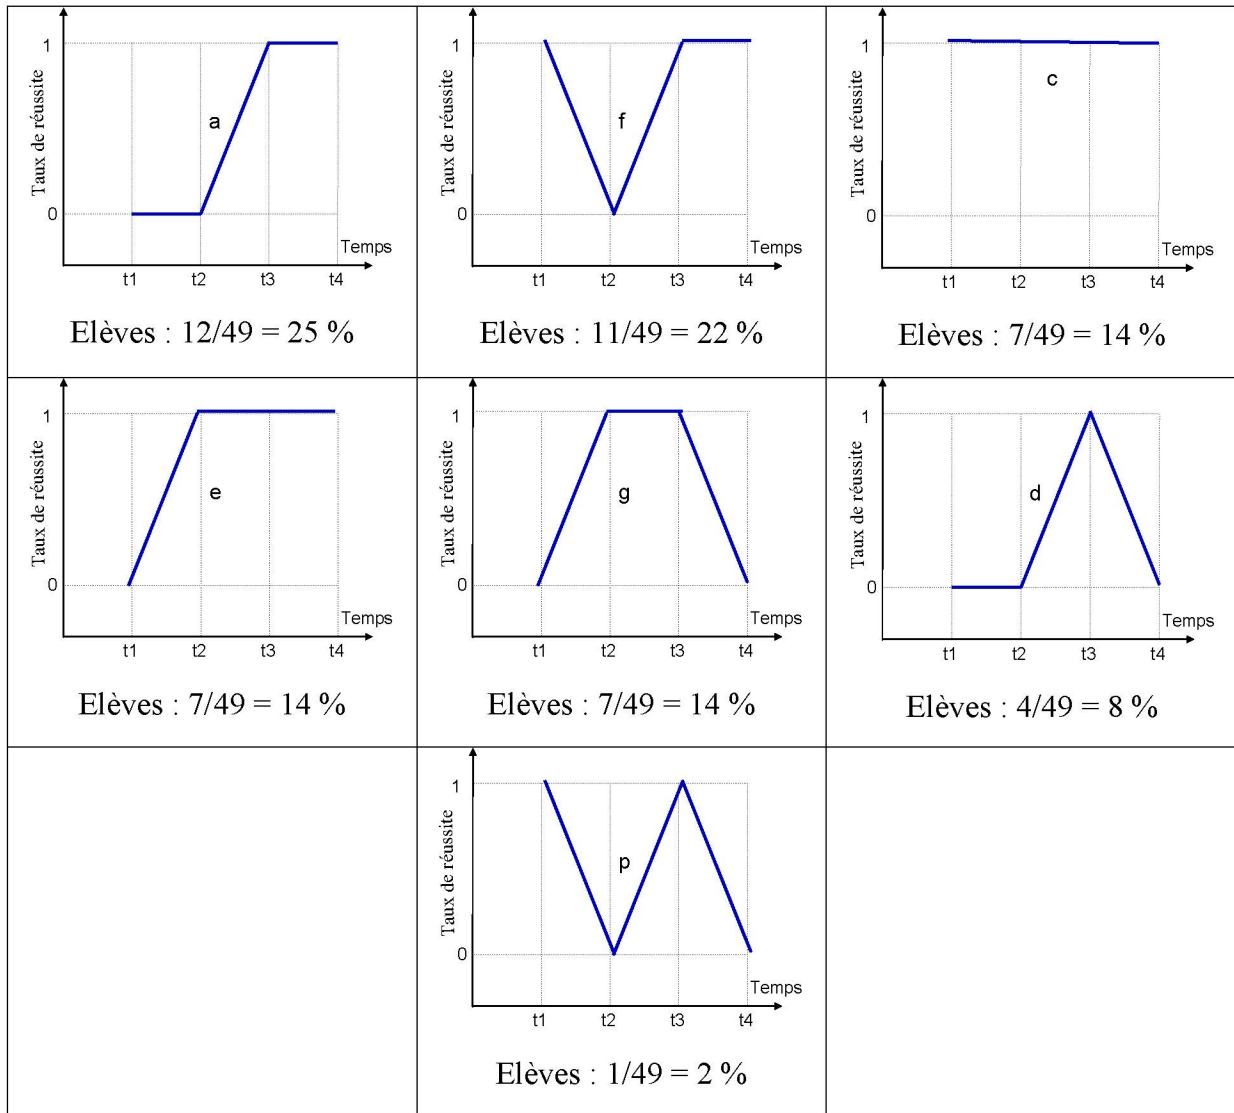 1
Taux de réussite
a
0
Temps
t1 t2 t3 t4
Elèves : 12/49 = 25 %
1
Taux de réussite
f
0
Temps
t1 t2 t3 t4
Elèves : 11/49 = 22 %
1
Taux de réussite
c
0
Temps
t1 t2 t3 t4
Elèves : 7/49 = 14 %
1
Taux de réussite
e
0
Temps
t1 t2 t3 t4
Elèves : 7/49 = 14 %
1
Taux de réussite
g
0
Temps
t1 t2 t3 t4
Elèves : 7/49 = 14 %
1
Taux de réussite
d
0
Temps
t1 t2 t3 t4
Elèves : 4/49 = 8 %
1
Taux de réussite
p
0
Temps
t1 t2 t3 t4
Elèves : 1/49 = 2 %